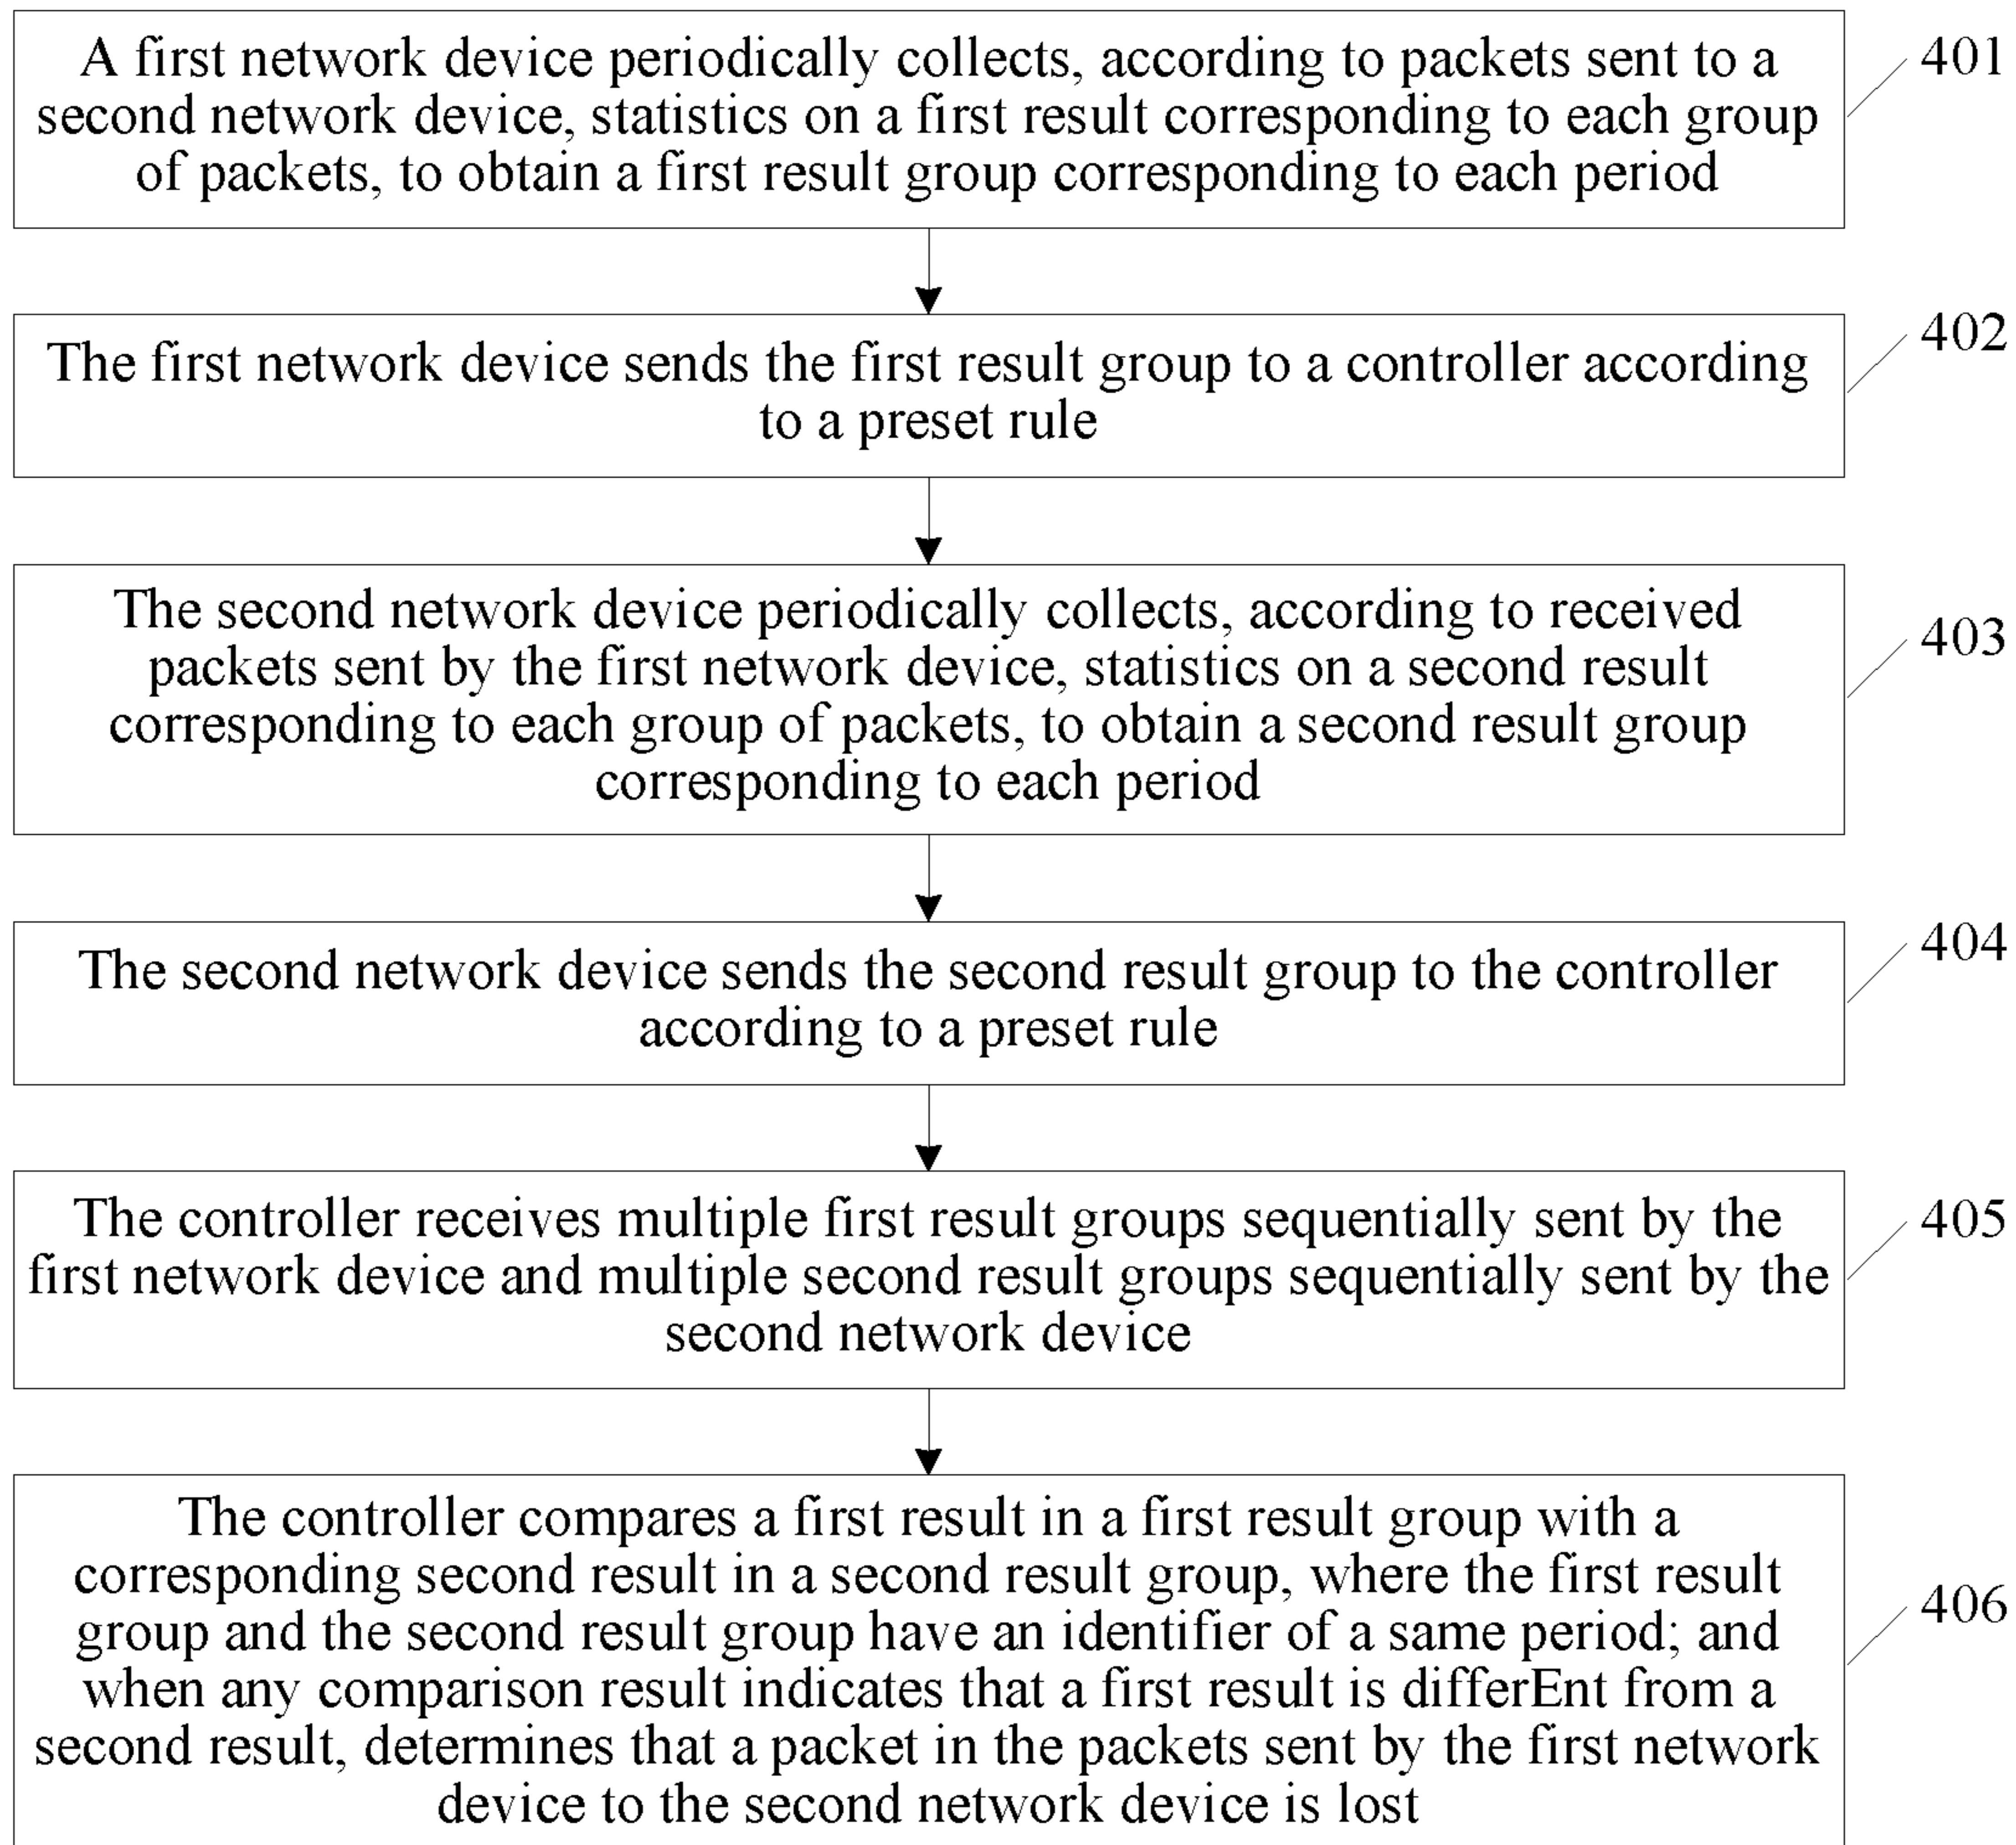 A first network device periodically collects, according to packets sent to a
second network device, statistics on a first result corresponding to each group
of packets, to obtain a first result group corresponding to each period
401
The first network device sends the first result group to a controller according
to a preset rule
402
The second network device periodically collects, according to received
packets sent by the first network device, statistics on a second result
corresponding to each group of packets, to obtain a second result group
corresponding to each period
403
The second network device sends the second result group to the controller
according to a preset rule
404
The controller receives multiple first result groups sequentially sent by the
first network device and multiple second result groups sequentially sent by the
second network device
405
The controller compares a first result in a first result group with a
corresponding second result in a second result group, where the first result
group and the second result group have an identifier of a same period; and
when any comparison result indicates that a first result is differEnt from a
second result, determines that a packet in the packets sent by the first network
device to the second network device is lost
406